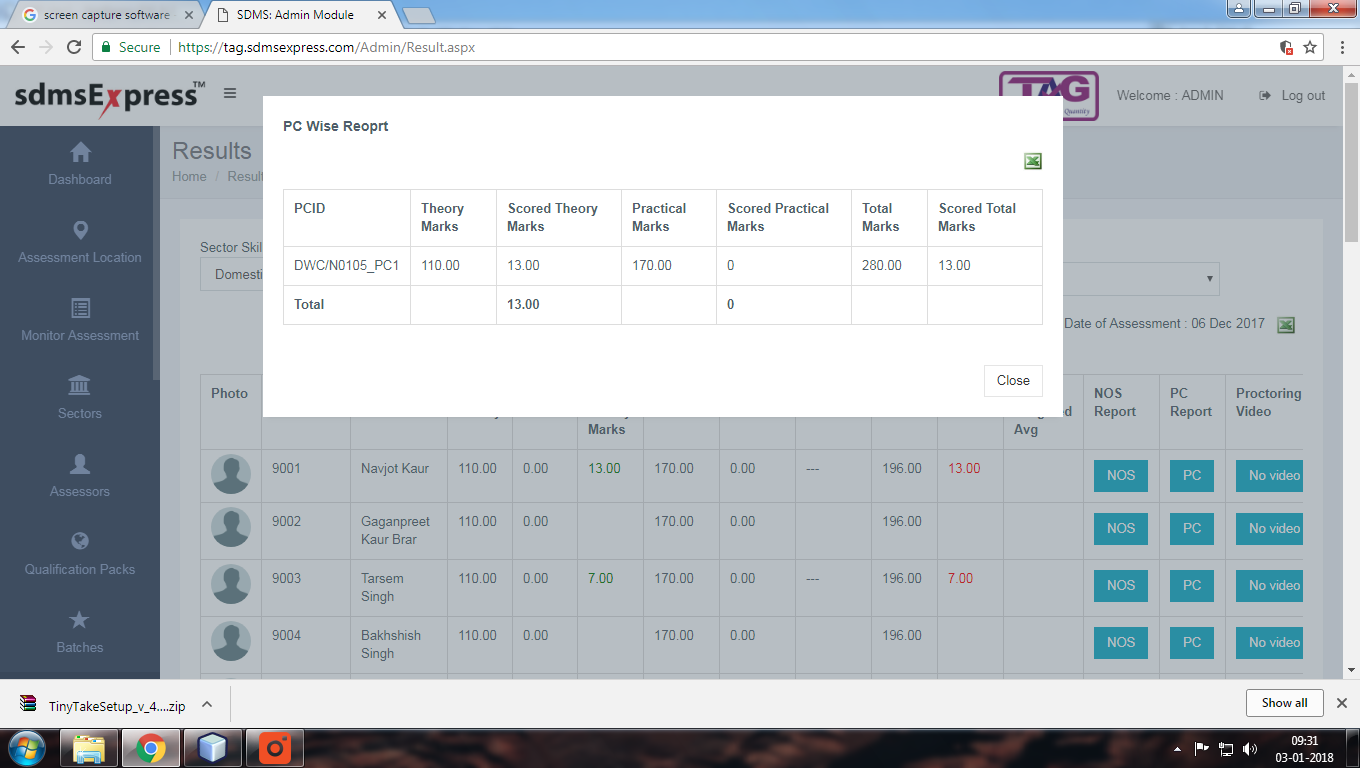 screen capture software
SDMS: Admin Module
Secure
https://tag.sdmsexpress.com/Admin/Result.aspx
sdmsExpress™
TAG
Quantity
Welcome : ADMIN
Log out
Dashboard
Assessment Location
Monitor Assessment
Sectors
Assessors
Qualification Packs
Batches
Results
Home / Result
Sector Skil
Domesti
Date of Assessment : 06 Dec 2017
PC Wise Reoprt
PCID Theory Marks Scored Theory Marks Practical Marks Scored Practical Marks Total Marks Scored Total Marks
DWC/N0105_PC1 110.00 13.00 170.00 0 280.00 13.00
Total 13.00 0
Close
Photo Marks Avg NOS Report PC Report Proctoring Video
9001 Navjot Kaur 110.00 0.00 13.00 170.00 0.00 --- 196.00 13.00 NOS PC No video
9002 Gaganpreet Kaur Brar 110.00 0.00 170.00 0.00 196.00 NOS PC No video
9003 Tarsem Singh 110.00 0.00 7.00 170.00 0.00 --- 196.00 7.00 NOS PC No video
9004 Bakhshish Singh 110.00 0.00 170.00 0.00 196.00 NOS PC No video
TinyTakeSetup_v_4....zip
Show all
09:31
03-01-2018